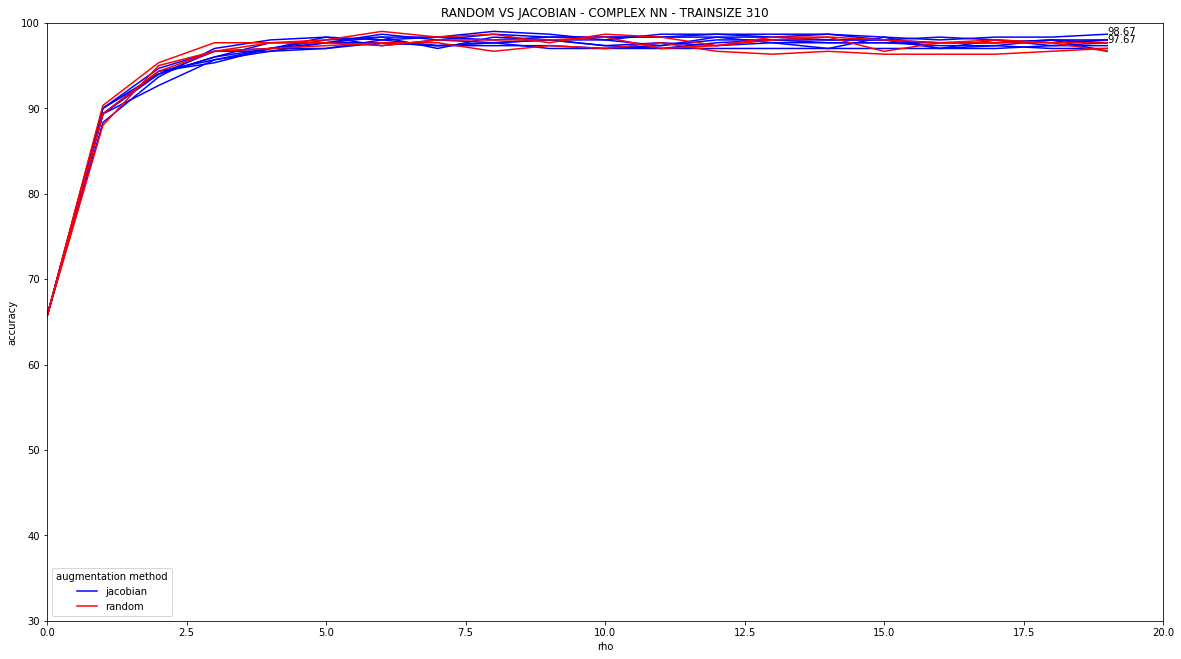 RANDOM VS JACOBIAN - COMPLEX NN - TRAINSIZE 310
100
90
80
70
60
50
40
30
accuracy
98.67
97.67
augmentation method
jacobian
random
0.0 2.5 5.0 7.5 10.0 12.5 15.0 17.5 20.0
rho